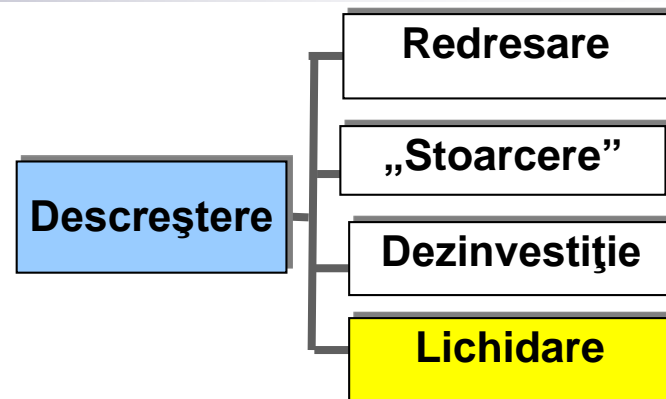 Redresare
„Stoarcere”
Descreştere
Dezinvestiţie
Lichidare